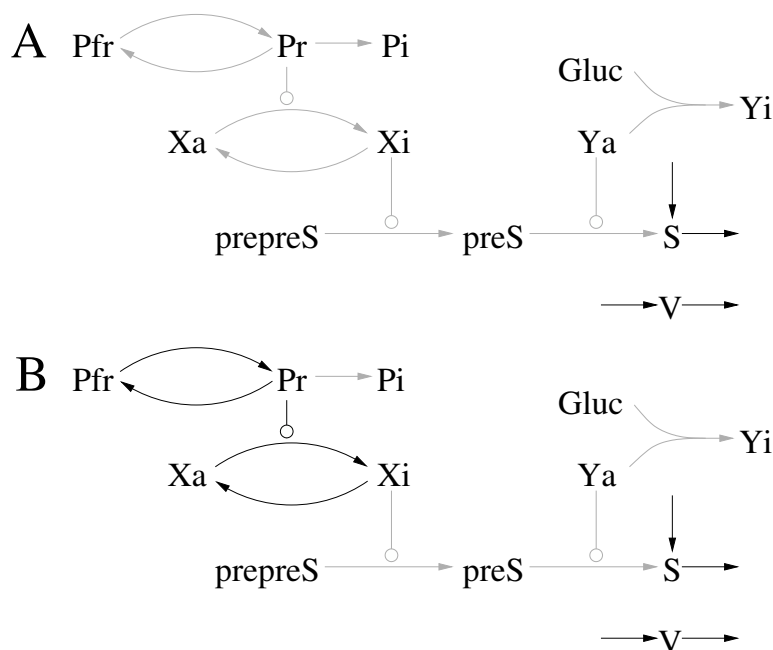 A Pfr Pr Pi
Gluc
Yi
Xa Xi Ya
prepreS preS S
V
B Pfr Pr Pi
Gluc
Yi
Xa Xi Ya
prepreS preS S
V